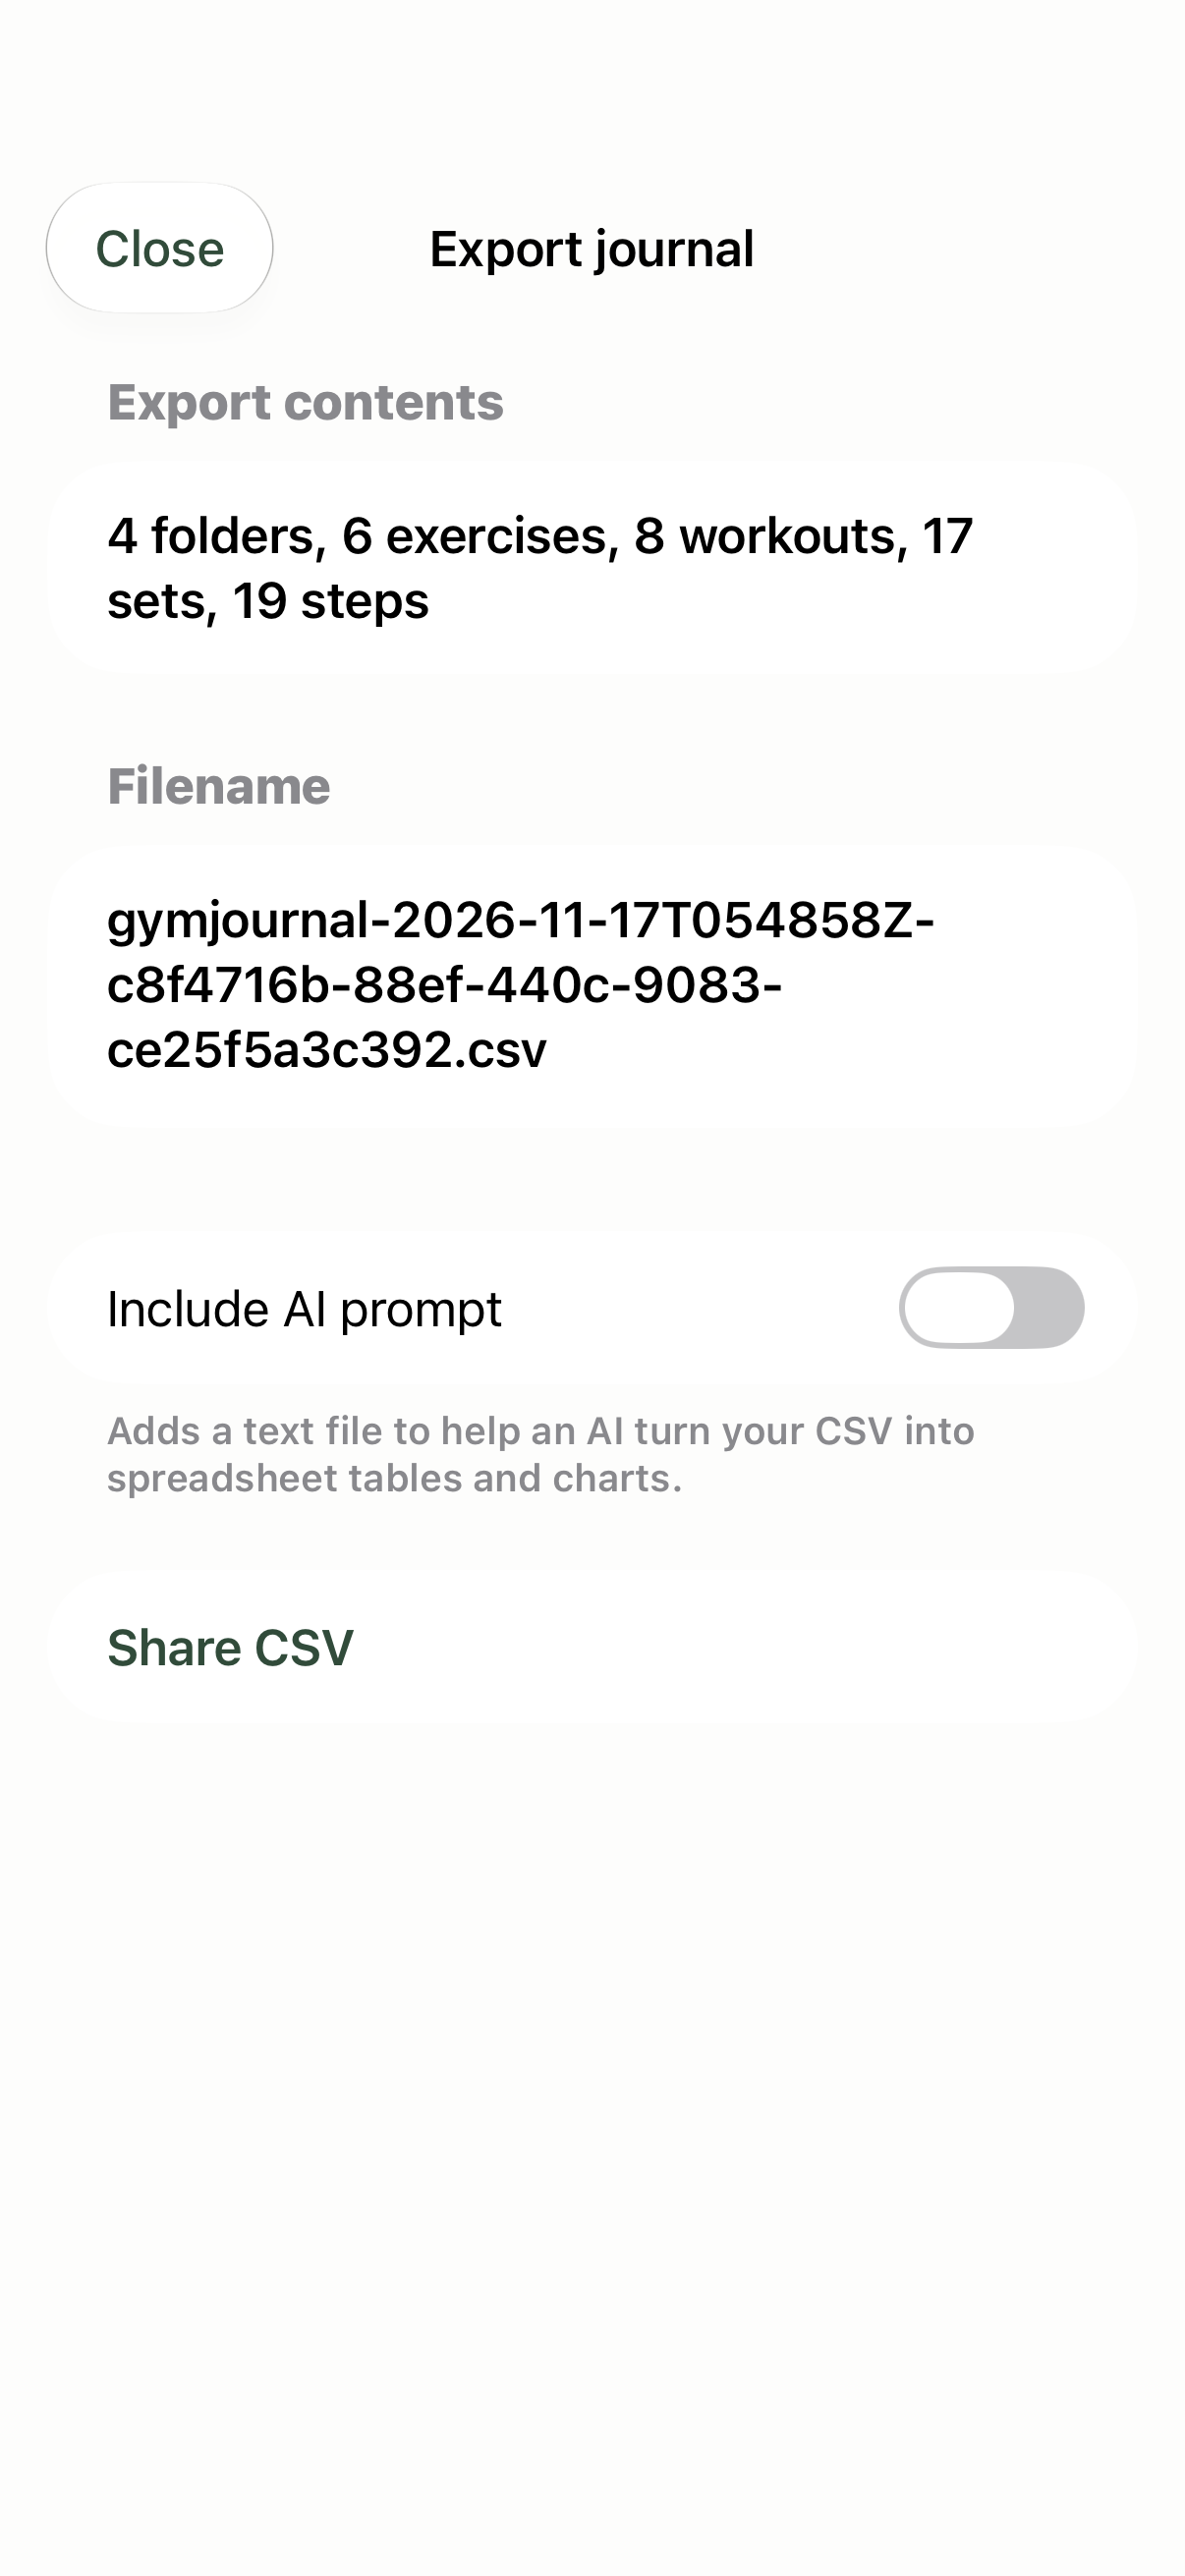 Close
Export journal
Export contents
4 folders, 6 exercises, 8 workouts, 17
sets, 19 steps
Filename
gymjournal-2026-11-17T054858Z-
c8f4716b-88ef-440c-9083-
ce25f5a3c392.csv
Include AI prompt
Adds a text file to help an AI turn your CSV into
spreadsheet tables and charts.
Share CSV